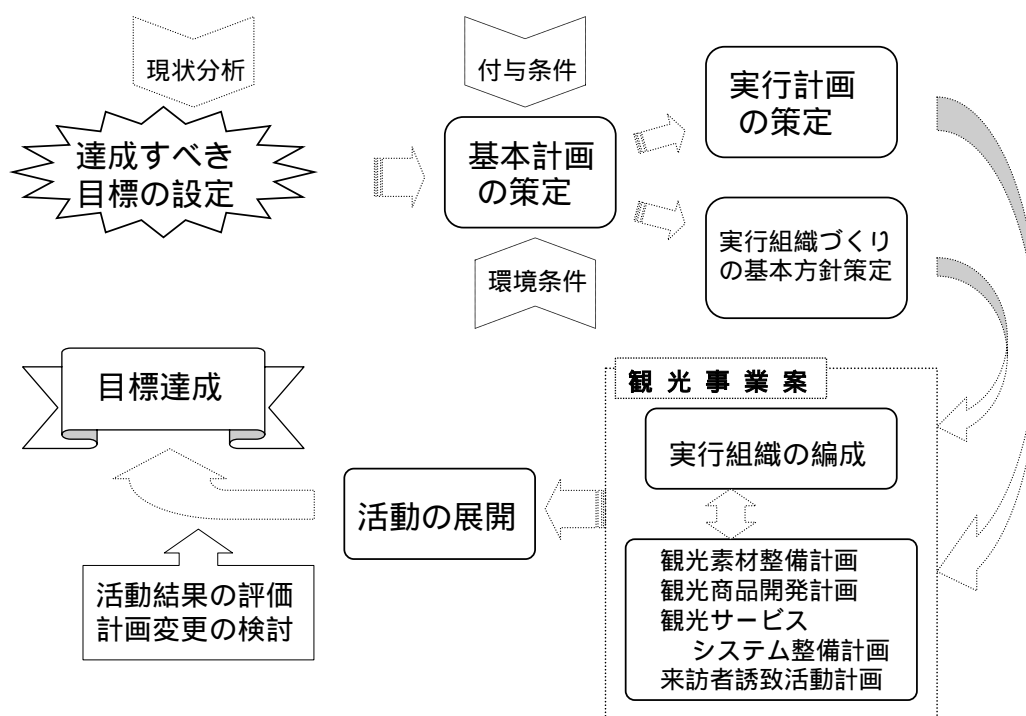 現状分析
達成すべき
目標の設定
付与条件
基本計画
の策定
環境条件
実行計画
の策定
実行組織づくり
の基本方針策定
観光事業案
実行組織の編成
観光素材整備計画
観光商品開発計画
観光サービス
システム整備計画
来訪者誘致活動計画
活動の展開
活動結果の評価
計画変更の検討
目標達成